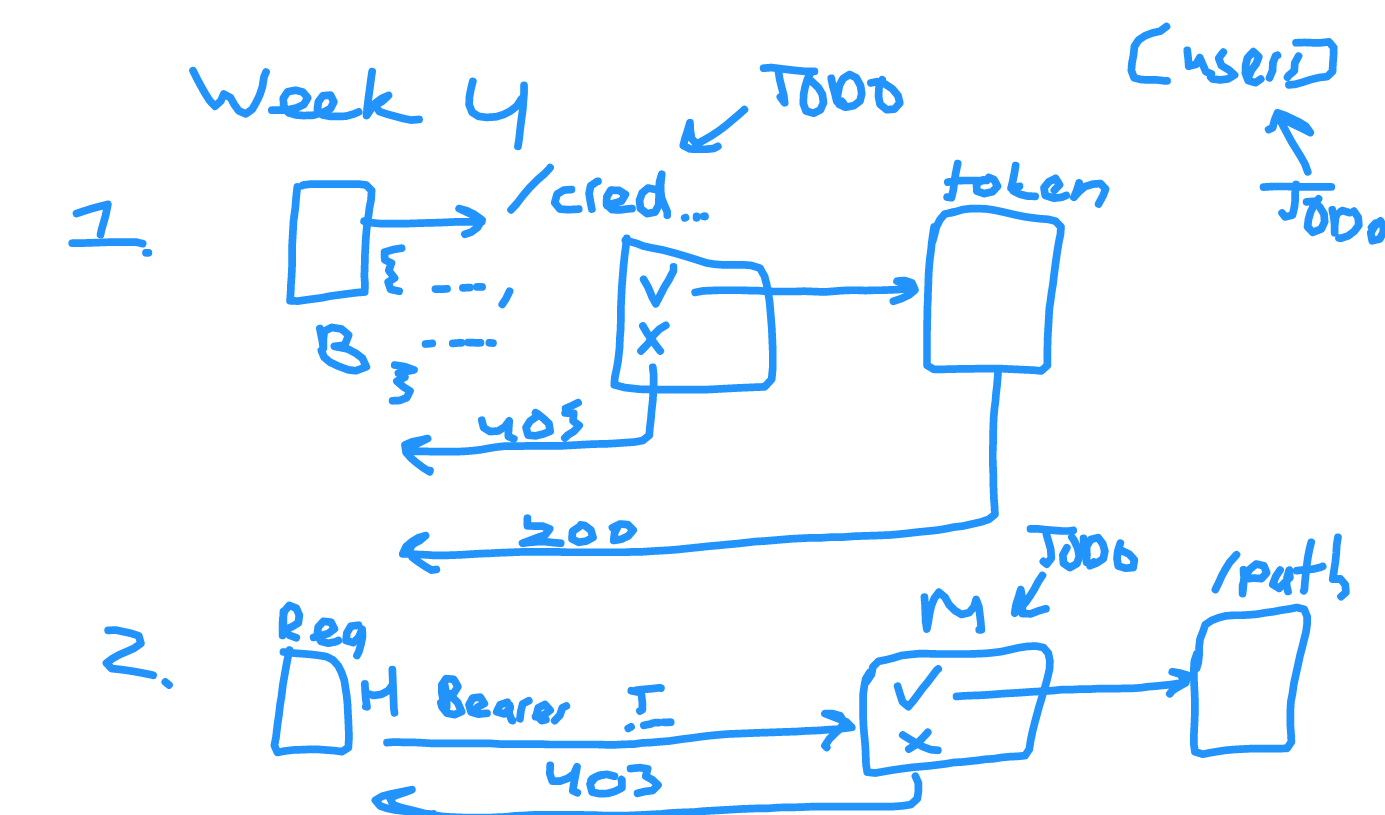 Week 4
TODO
[users]
TODO
1.
/cred...
token
{ ---,
B
----
}
403
200
TODO
/path
2.
Req
M
H Bearer T
403